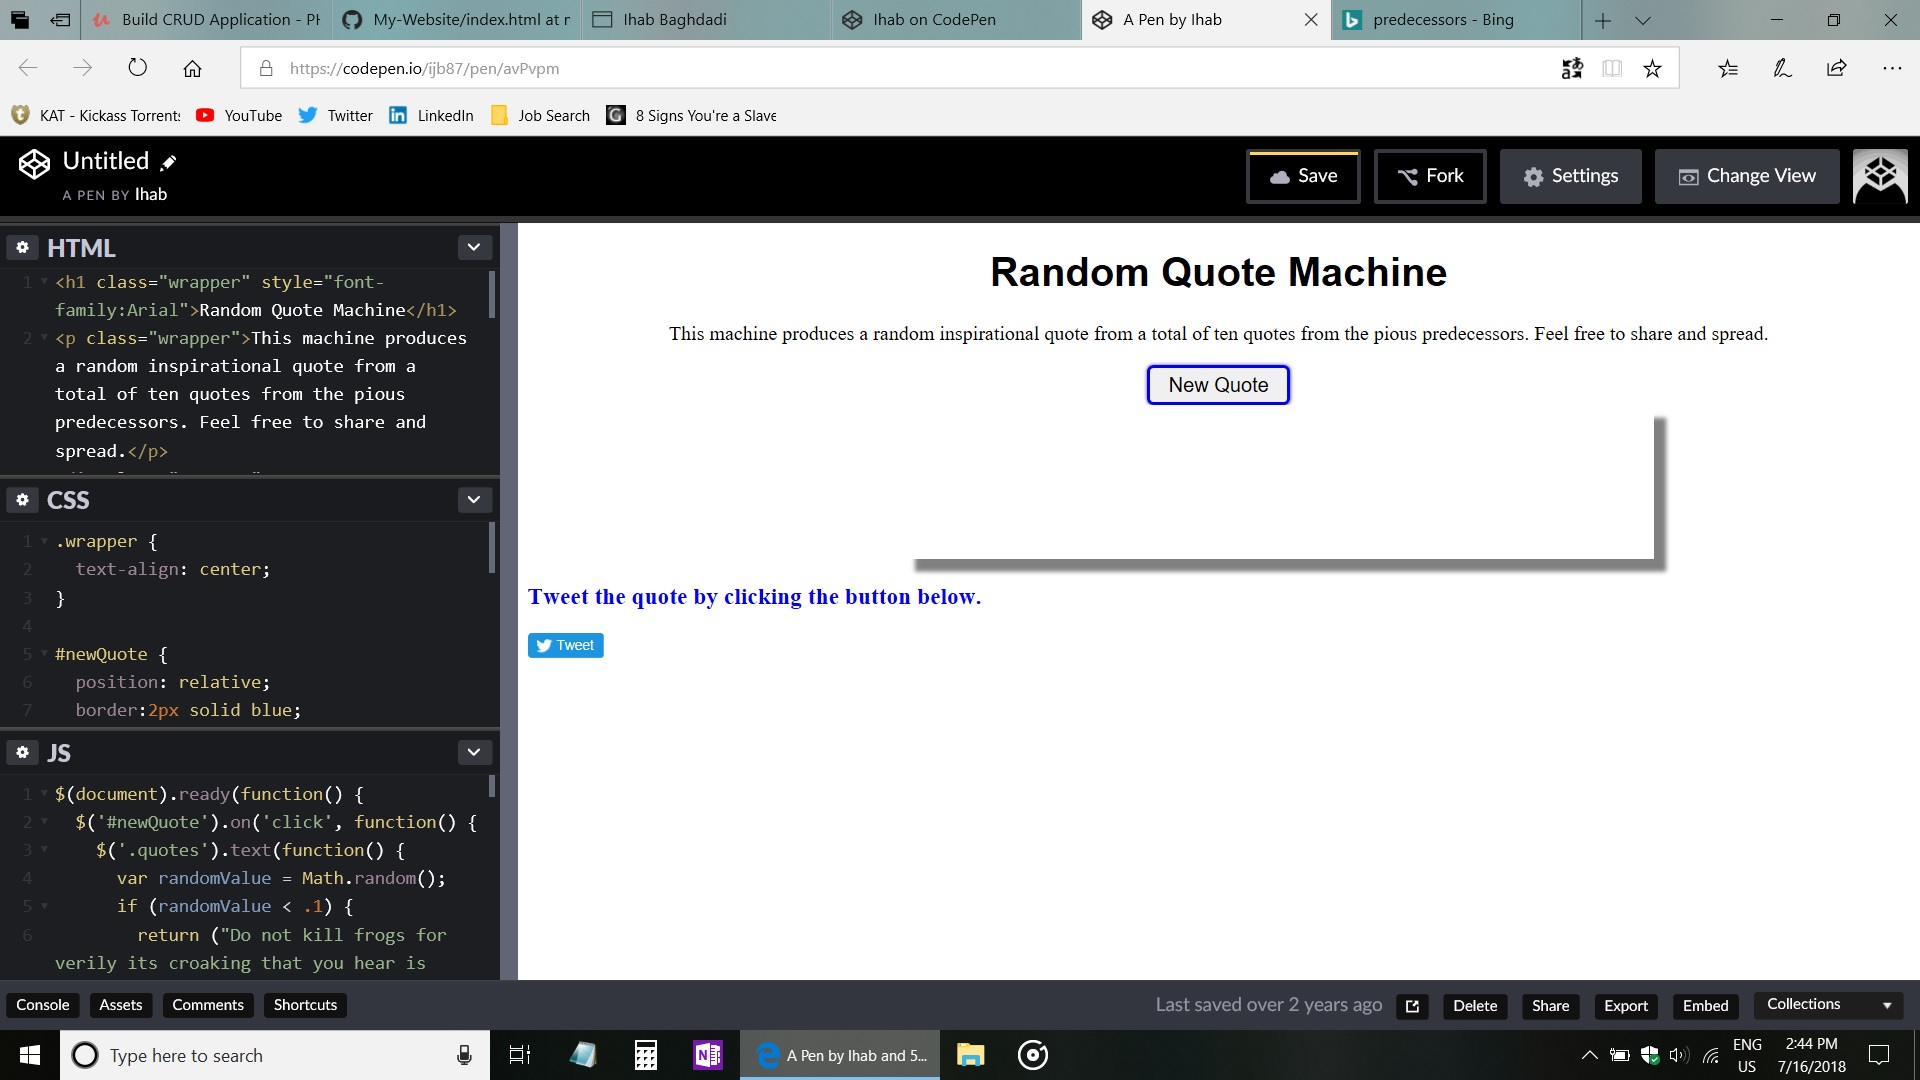 Build CRUD Application - PH
My-Website/index.html at r
Ihab Baghdadi
Ihab on CodePen
A Pen by Ihab
predecessors - Bing
https://codepen.io/ijb87/pen/avPvpm
KAT - Kickass Torrents
YouTube
Twitter
LinkedIn
Job Search
8 Signs You're a Slave
Untitled
A PEN BY Ihab
Save
Fork
Settings
Change View
HTML
1 <h1 class="wrapper" style="font-
family:Arial">Random Quote Machine</h1>
2 <p class="wrapper">This machine produces
a random inspirational quote from a
total of ten quotes from the pious
predecessors. Feel free to share and
spread.</p>
CSS
1 .wrapper {
2 text-align: center;
3 }
4
5 #newQuote {
6 position: relative;
7 border:2px solid blue;
JS
1 $(document).ready(function() {
2 $('#newQuote').on('click', function() {
3 $('.quotes').text(function() {
4 var randomValue = Math.random();
5 if (randomValue < .1) {
6 return ("Do not kill frogs for
verily its croaking that you hear is
Random Quote Machine
This machine produces a random inspirational quote from a total of ten quotes from the pious predecessors. Feel free to share and spread.
New Quote
Tweet the quote by clicking the button below.
Tweet
Console
Assets
Comments
Shortcuts
Last saved over 2 years ago
Delete
Share
Export
Embed
Collections
Type here to search
A Pen by Ihab and 5...
ENG
US
2:44 PM
7/16/2018